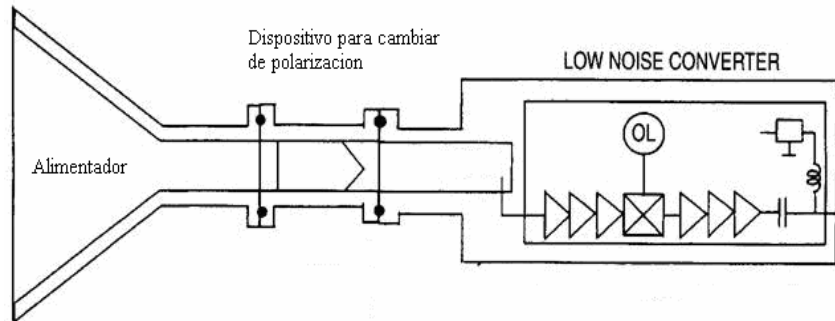 Dispositivo para cambiar
de polarizacion
LOW NOISE CONVERTER
OL
Alimentador